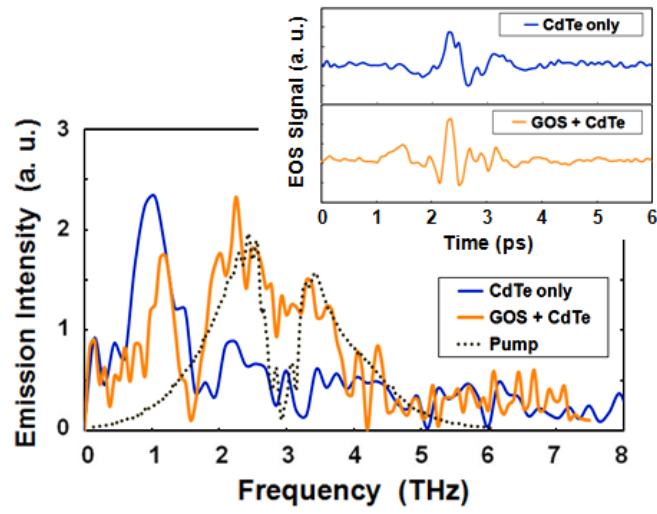 CdTe only
GOS + CdTe
EOS Signal (a. u.)
0 1 2 3 4 5 6
Time (ps)
3
2
1
0
Emission Intensity (a. u.)
CdTe only
GOS + CdTe
Pump
0 1 2 3 4 5 6 7 8
Frequency (THz)